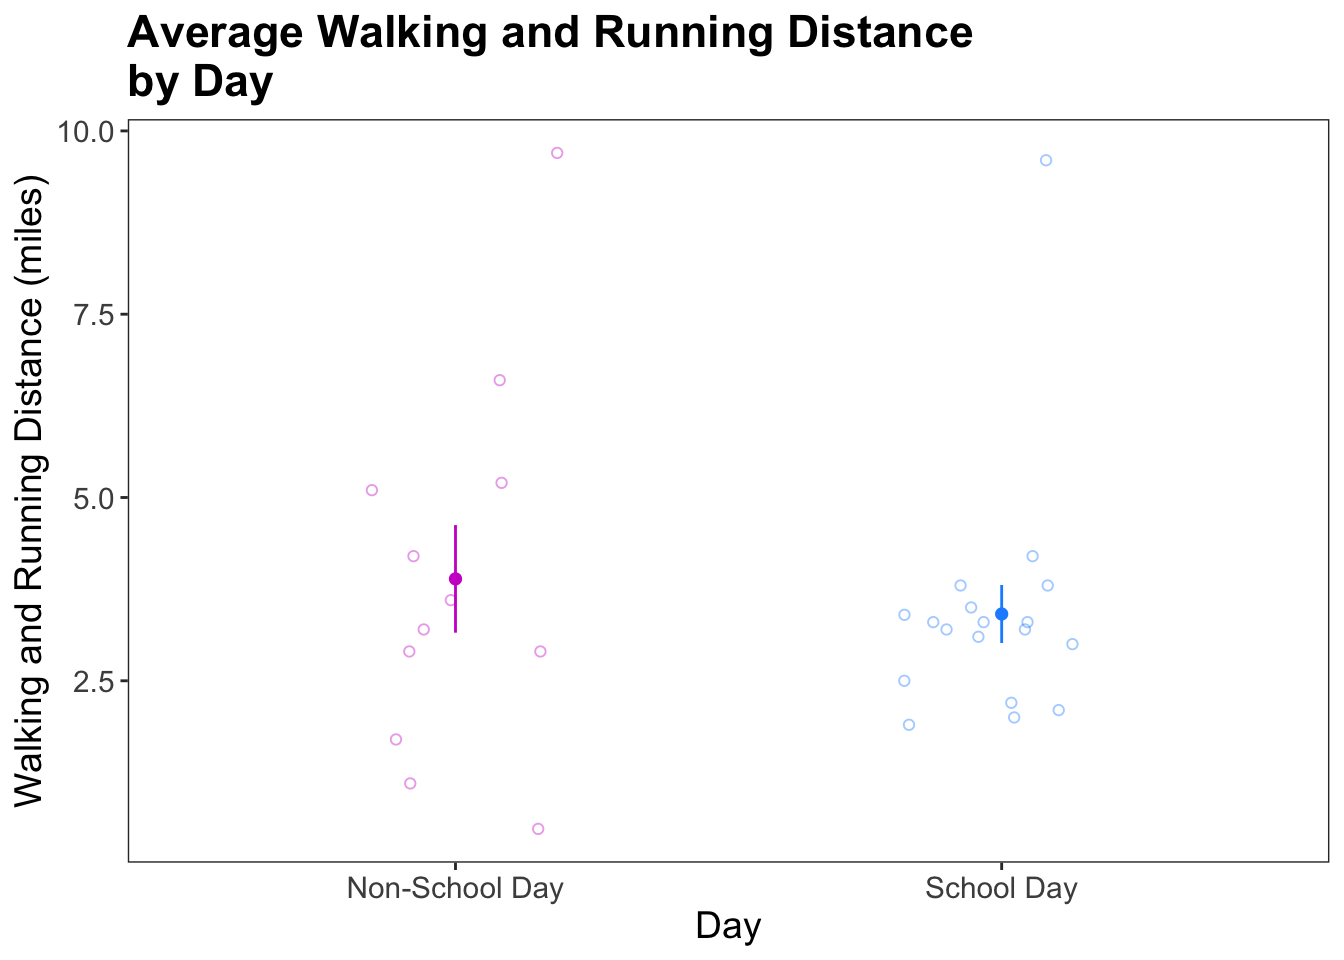 Average Walking and Running Distance
by Day
Walking and Running Distance (miles)
10.0
7.5
5.0
2.5
Non-School Day
School Day
Day